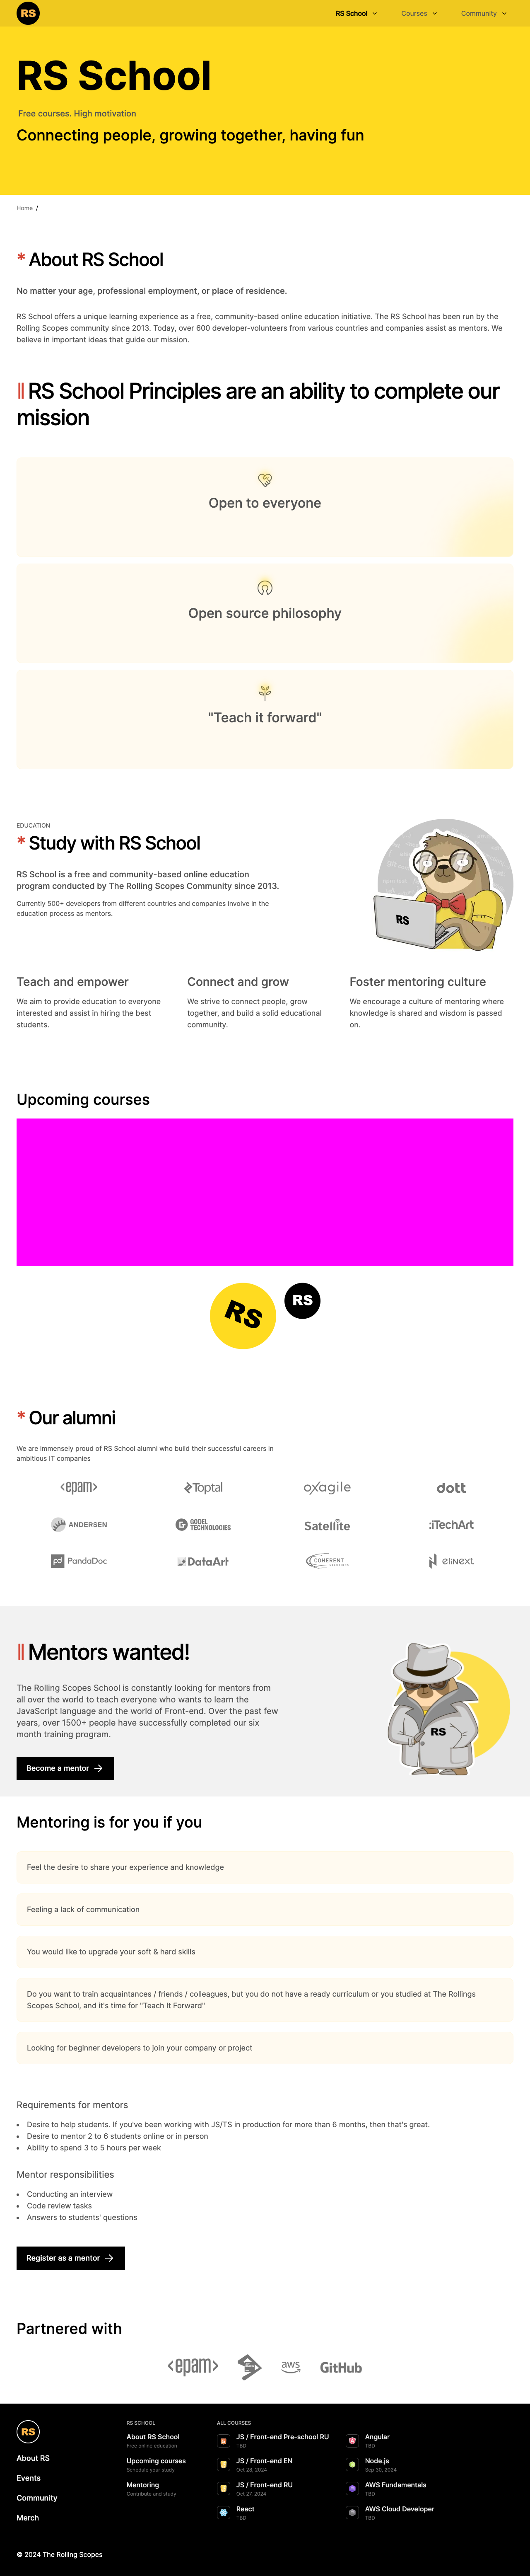 RS
RS School
Courses
Community
RS School
Free courses. High motivation
Connecting people, growing together, having fun
Home /
* About RS School
No matter your age, professional employment, or place of residence.
RS School offers a unique learning experience as a free, community-based online education initiative. The RS School has been run by the
Rolling Scopes community since 2013. Today, over 600 developer-volunteers from various countries and companies assist as mentors. We
believe in important ideas that guide our mission.
RS School Principles are an ability to complete our
mission
Open to everyone
Open source philosophy
"Teach it forward"
EDUCATION
* Study with RS School
RS School is a free and community-based online education
program conducted by The Rolling Scopes Community since 2013.
Currently 500+ developers from different countries and companies involve in the
education process as mentors.
RS
Teach and empower
We aim to provide education to everyone
interested and assist in hiring the best
students.
Connect and grow
We strive to connect people, grow
together, and build a solid educational
community.
Foster mentoring culture
We encourage a culture of mentoring where
knowledge is shared and wisdom is passed
on.
Upcoming courses
RS
RS
* Our alumni
We are immensely proud of RS School alumni who build their successful careers in
ambitious IT companies
<epam>
Toptal
oxagile
dott
ANDERSEN
GODEL
TECHNOLOGIES
Satellite
iTechArt
pd PandaDoc
DataArt
COHERENT
SOLUTIONS
elinext
Mentors wanted!
The Rolling Scopes School is constantly looking for mentors from
all over the world to teach everyone who wants to learn the
JavaScript language and the world of Front-end. Over the past few
years, over 1500+ people have successfully completed our six
month training program.
Become a mentor
RS
Mentoring is for you if you
Feel the desire to share your experience and knowledge
Feeling a lack of communication
You would like to upgrade your soft & hard skills
Do you want to train acquaintances / friends / colleagues, but you do not have a ready curriculum or you studied at The Rollings
Scopes School, and it's time for "Teach It Forward"
Looking for beginner developers to join your company or project
Requirements for mentors
• Desire to help students. If you've been working with JS/TS in production for more than 6 months, then that's great.
• Desire to mentor 2 to 6 students online or in person
• Ability to spend 3 to 5 hours per week
Mentor responsibilities
• Conducting an interview
• Code review tasks
• Answers to students' questions
Register as a mentor
Partnered with
<epam>
aws
GitHub
RS
About RS
Events
Community
Merch
RS SCHOOL
About RS School
Free online education
Upcoming courses
Schedule your study
Mentoring
Contribute and study
ALL COURSES
JS / Front-end Pre-school RU
TBD
JS / Front-end EN
Oct 28, 2024
JS / Front-end RU
Oct 27, 2024
React
TBD
Angular
TBD
Node.js
Sep 30, 2024
AWS Fundamentals
TBD
AWS Cloud Developer
TBD
© 2024 The Rolling Scopes